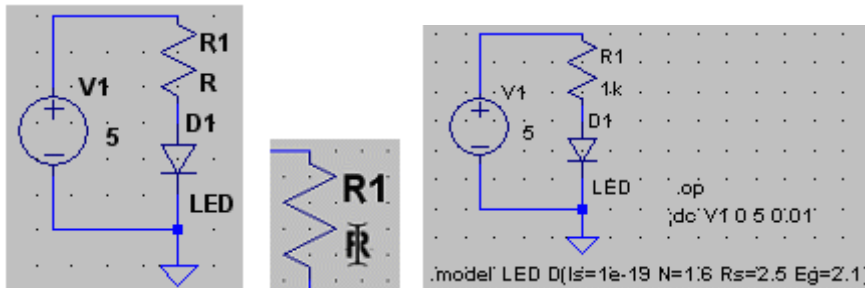 R1
V1
R
D1
5
LED
R1
R
R1
V1
1k
D1
5
LED
.op
;dc V1 0 5 0.01
.model LED D(Is=1e-19 N=1.6 Rs=2.5 Eg=2.1)